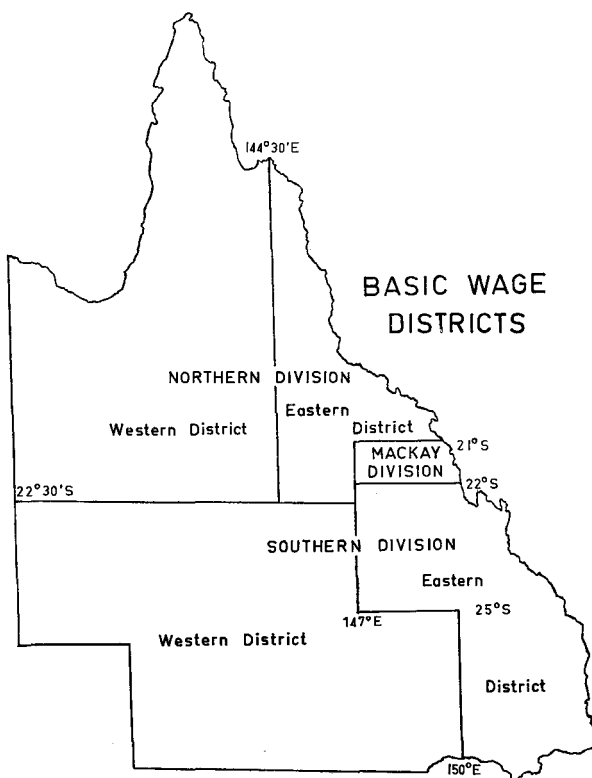 144°30'E
BASIC WAGE
DISTRICTS
NORTHERN DIVISION
Eastern
Western District
District
21°S
MACKAY
DIVISION
22°S
22°30'S
SOUTHERN DIVISION
Eastern
25°S
147°E
Western District
District
150°E